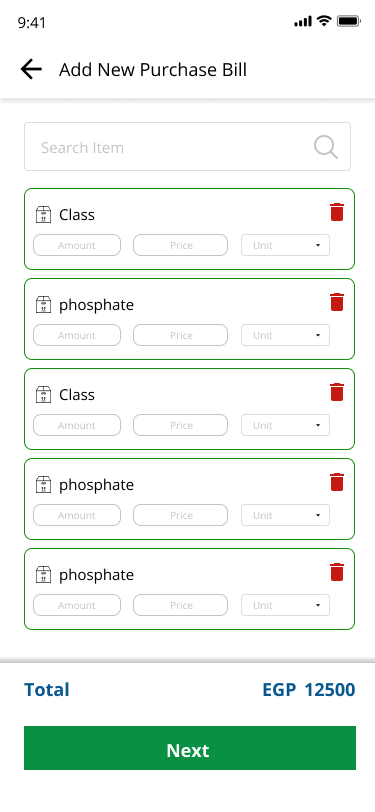 9:41
Add New Purchase Bill
Search Item
Class
Amount Price Unit
phosphate
Amount Price Unit
Class
Amount Price Unit
phosphate
Amount Price Unit
phosphate
Amount Price Unit
Total EGP 12500
Next